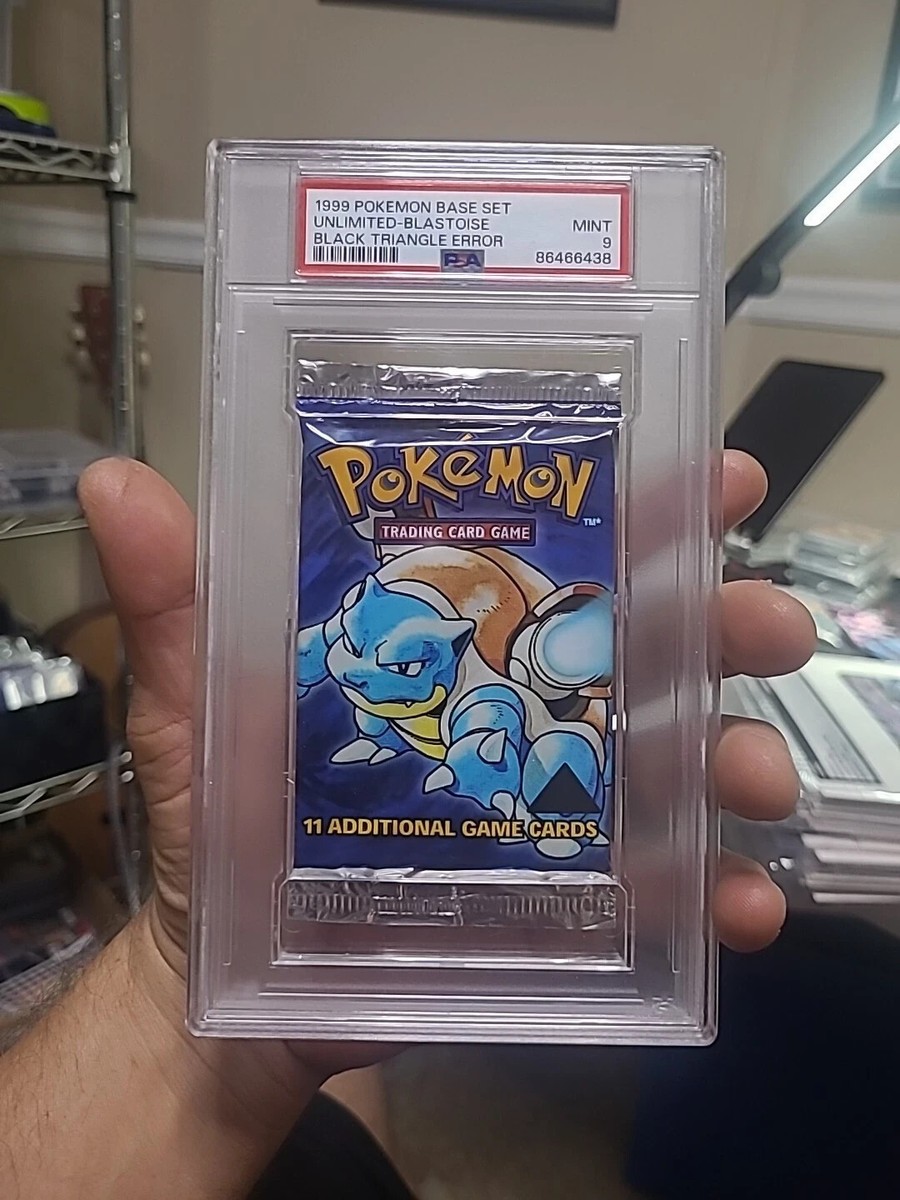 1999 POKEMON BASE SET
UNLIMITED-BLASTOISE MINT
BLACK TRIANGLE ERROR 9
PSA 86466438
POKéMON
TM*
TRADING CARD GAME
11 ADDITIONAL GAME CARDS